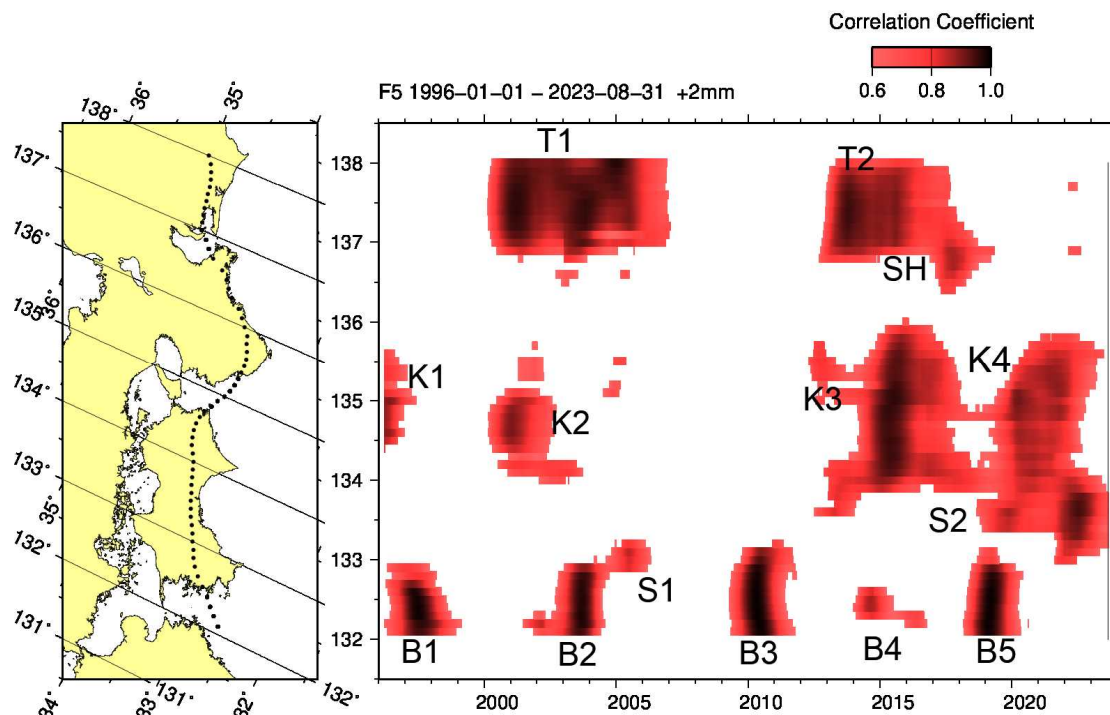 Correlation Coefficient
0.6 0.8 1.0
F5 1996-01-01 - 2023-08-31 +2mm
36° 35°
138°
137°
136°
135°
36°
134°
133°
35°
132°
131°
34 131° 33 132 132°
138
137
136
135
134
133
132
T1
T2
SH
K1
K2
K3
K4
S2
S1
B1
B2
B3
B4
B5
2000 2005 2010 2015 2020